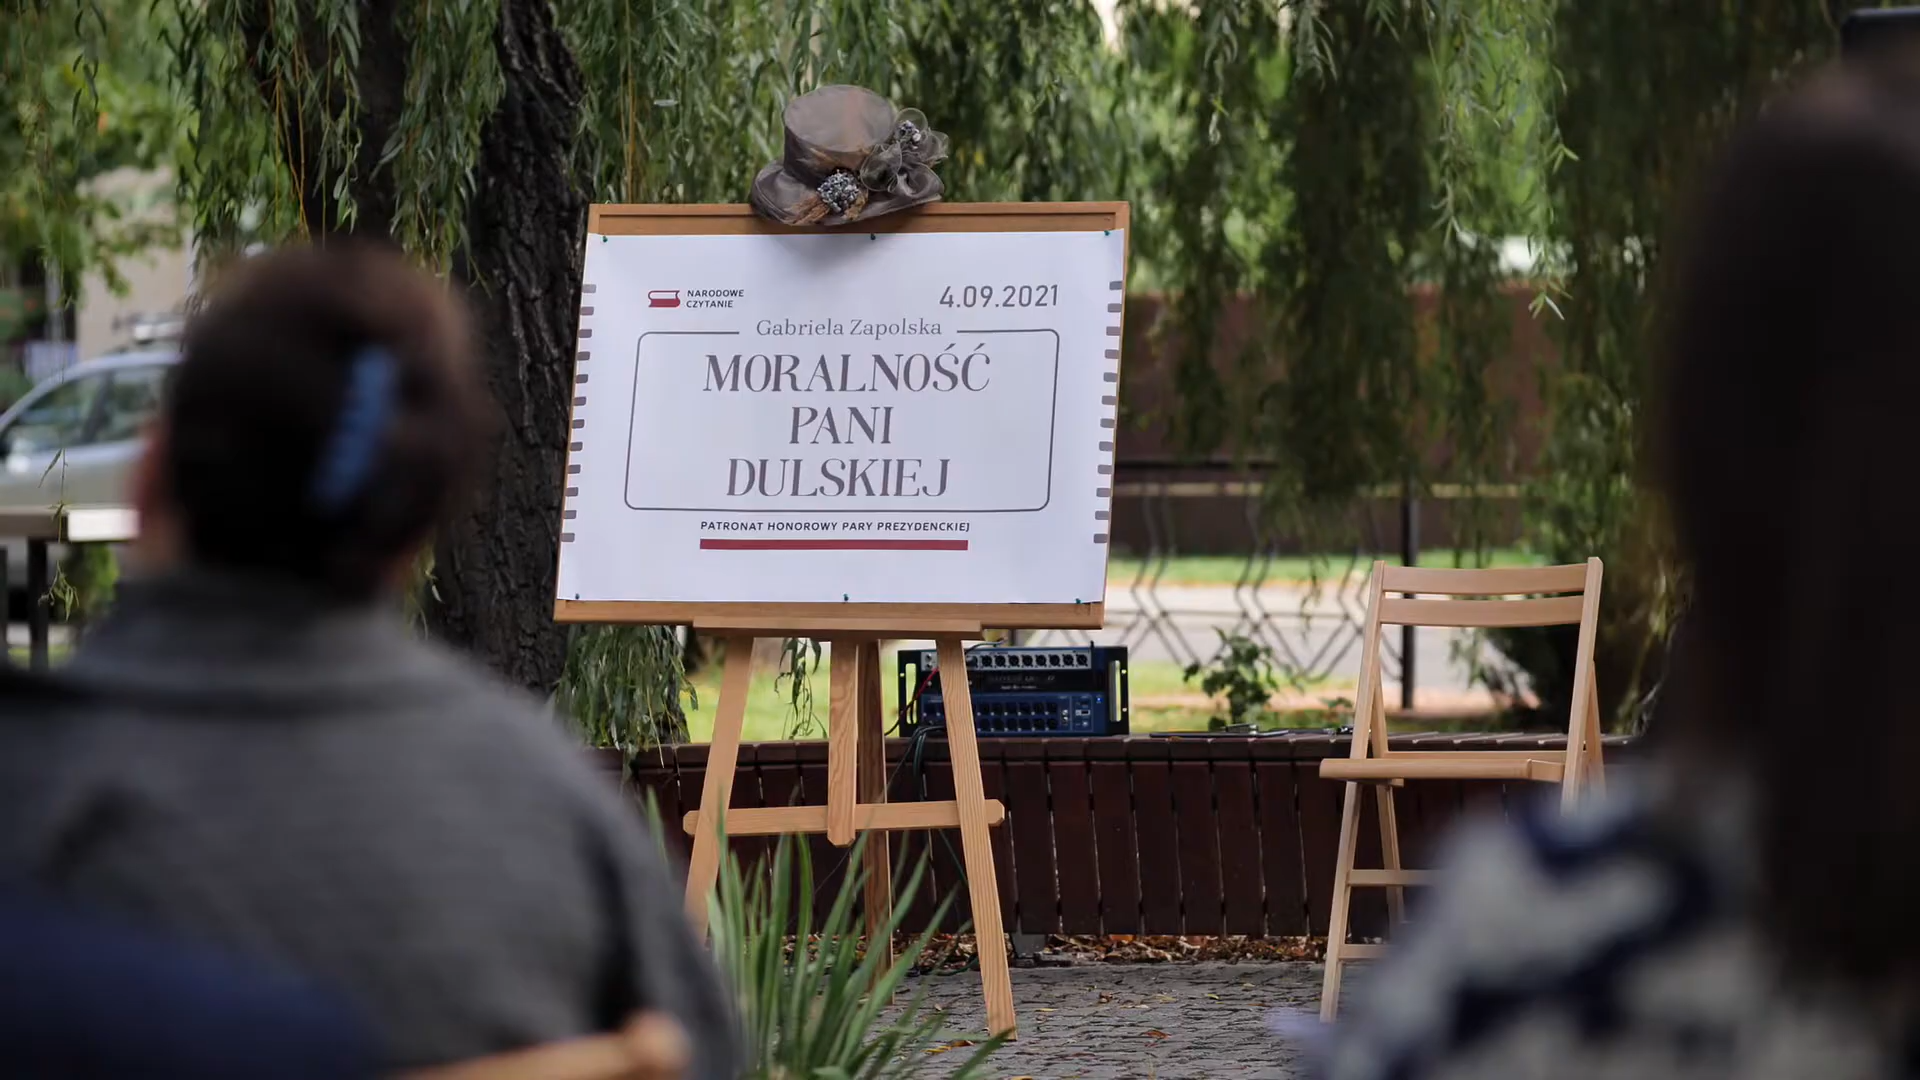 NARODOWE
CZYTANIE
4.09.2021
Gabriela Zapolska
MORALNOŚĆ
PANI
DULSKIEJ
PATRONAT HONOROWY PARY PREZYDENCKIEJ